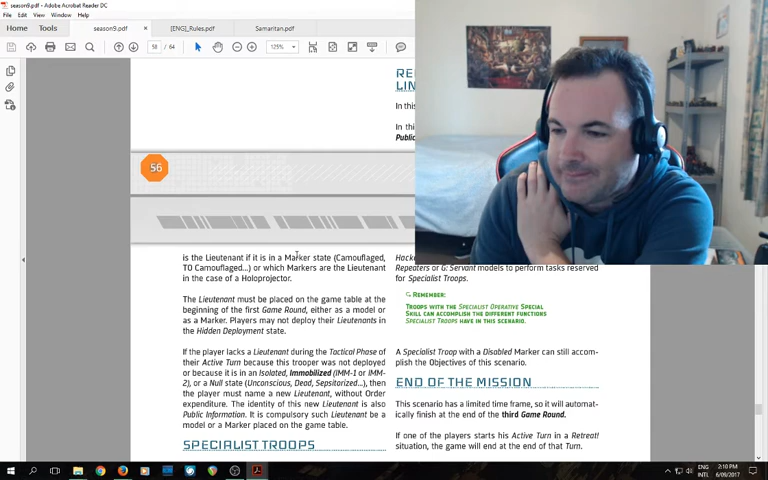 season9.pdf - Adobe Acrobat Reader DC
File Edit View Window Help
Home Tools season9.pdf [ENG]_Rules.pdf Samaritan.pdf
58 / 64 125%
RE
LIN
In this
In thi
Public
56
is the Lieutenant if it is in a Marker state (Camouflaged,
TO Camouflaged...) or which Markers are the Lieutenant
in the case of a Holoprojector.
The Lieutenant must be placed on the game table at the
beginning of the first Game Round, either as a model or
as a Marker. Players may not deploy their Lieutenants in
the Hidden Deployment state.
If the player lacks a Lieutenant during the Tactical Phase of
their Active Turn because this trooper was not deployed
or because it is in an Isolated, Immobilized (IMM-1 or IMM-
2), or a Null state (Unconscious, Dead, Sepsitorized...), then
the player must name a new Lieutenant, without Order
expenditure. The identity of this new Lieutenant is also
Public Information. It is compulsory such Lieutenant be a
model or a Marker placed on the game table.
SPECIALIST TROOPS
Hacke
Repeaters or G: Servant models to perform tasks reserved
for Specialist Troops.
REMEMBER:
TROOPS WITH THE SPECIALIST OPERATIVE SPECIAL
SKILL CAN ACCOMPLISH THE DIFFERENT FUNCTIONS
SPECIALIST TROOPS HAVE IN THIS SCENARIO.
A Specialist Troop with a Disabled Marker can still accom-
plish the Objectives of this scenario.
END OF THE MISSION
This scenario has a limited time frame, so it will automat-
ically finish at the end of the third Game Round.
If one of the players starts his Active Turn in a Retreat!
situation, the game will end at the end of that Turn.
ENG 2:10 PM
INTL 6/09/2017